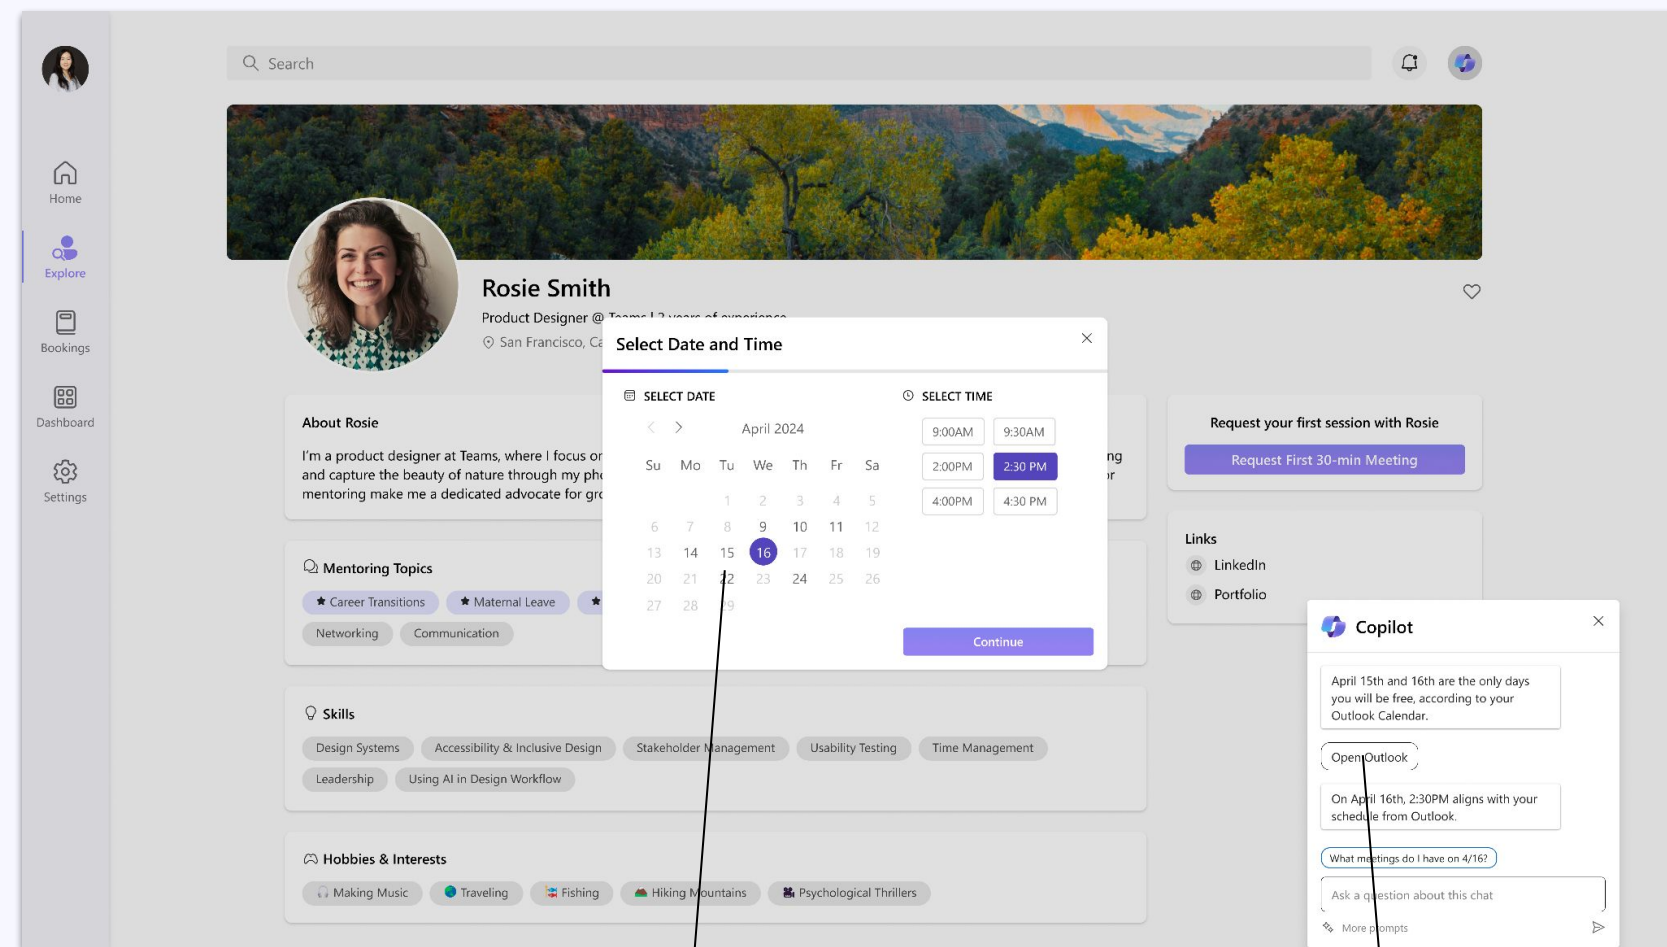 Search
Home
Explore
Bookings
Dashboard
Settings
Rosie Smith
Product Designer @ Teams | 3 years of experience
San Francisco, Ca
About Rosie
I'm a product designer at Teams, where I focus or
and capture the beauty of nature through my pho
mentoring make me a dedicated advocate for gro
ng
or
Mentoring Topics
Career Transitions
Maternal Leave
Networking
Communication
Skills
Design Systems
Accessibility & Inclusive Design
Stakeholder Management
Usability Testing
Time Management
Leadership
Using AI in Design Workflow
Hobbies & Interests
Making Music
Traveling
Fishing
Hiking Mountains
Psychological Thrillers
Select Date and Time
SELECT DATE
April 2024
Su Mo Tu We Th Fr Sa
1 2 3 4 5
6 7 8 9 10 11 12
13 14 15 16 17 18 19
20 21 22 23 24 25 26
27 28 29
SELECT TIME
9:00AM 9:30AM
2:00PM 2:30 PM
4:00PM 4:30 PM
Continue
Request your first session with Rosie
Request First 30-min Meeting
Links
LinkedIn
Portfolio
Copilot
April 15th and 16th are the only days
you will be free, according to your
Outlook Calendar.
Open Outlook
On April 16th, 2:30PM aligns with your
schedule from Outlook.
What meetings do I have on 4/16?
Ask a question about this chat
More prompts